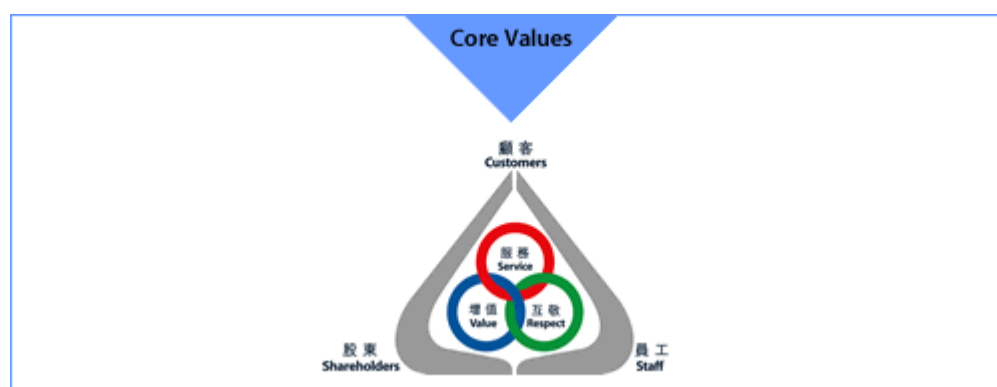 Core Values
顧客
Customers
服務
Service
增值
Value
互敬
Respect
股東
Shareholders
員工
Staff